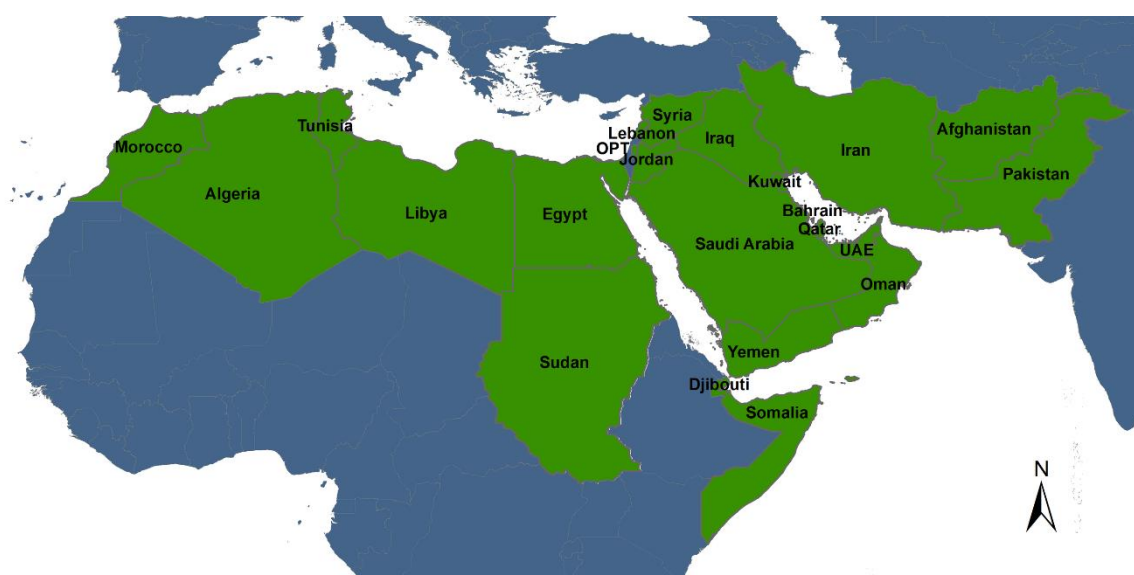 Tunisia
Morocco
Algeria
Libya
Egypt
Sudan
Syria
Lebanon
OPT
Jordan
Iraq
Iran
Afghanistan
Pakistan
Kuwait
Bahrain
Qatar
Saudi Arabia
UAE
Oman
Yemen
Djibouti
Somalia
N